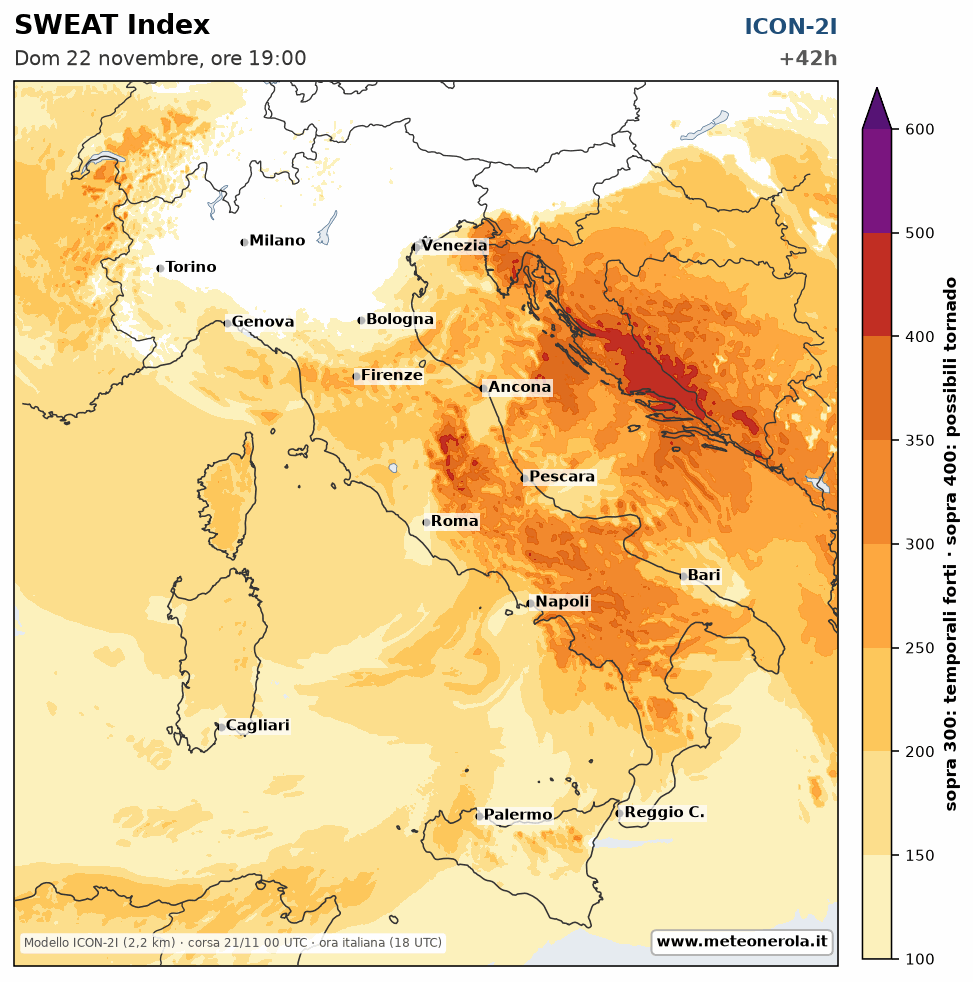 SWEAT Index
ICON-2I
Dom 22 novembre, ore 19:00
+42h
600
500
400
350
300
250
200
150
100
sopra 300: temporali forti · sopra 400: possibili tornado
Milano
Venezia
Torino
Genova
Bologna
Firenze
Ancona
Pescara
Roma
Bari
Napoli
Cagliari
Palermo
Reggio C.
Modello ICON-2I (2,2 km) · corsa 21/11 00 UTC · ora italiana (18 UTC)
www.meteonerola.it